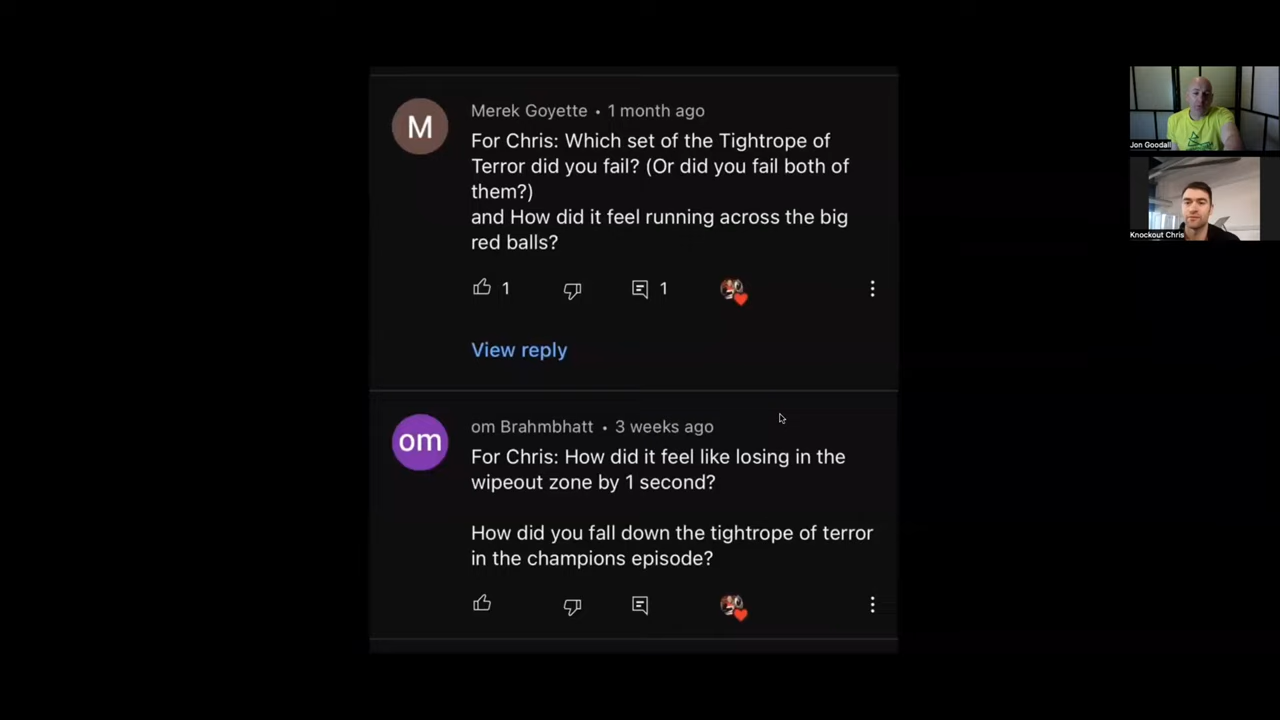 M
Merek Goyette • 1 month ago
For Chris: Which set of the Tightrope of
Terror did you fail? (Or did you fail both of
them?)
and How did it feel running across the big
red balls?
1
1
View reply
om
om Brahmbhatt • 3 weeks ago
For Chris: How did it feel like losing in the
wipeout zone by 1 second?
How did you fall down the tightrope of terror
in the champions episode?
Jon Goodall
Knockout Chris